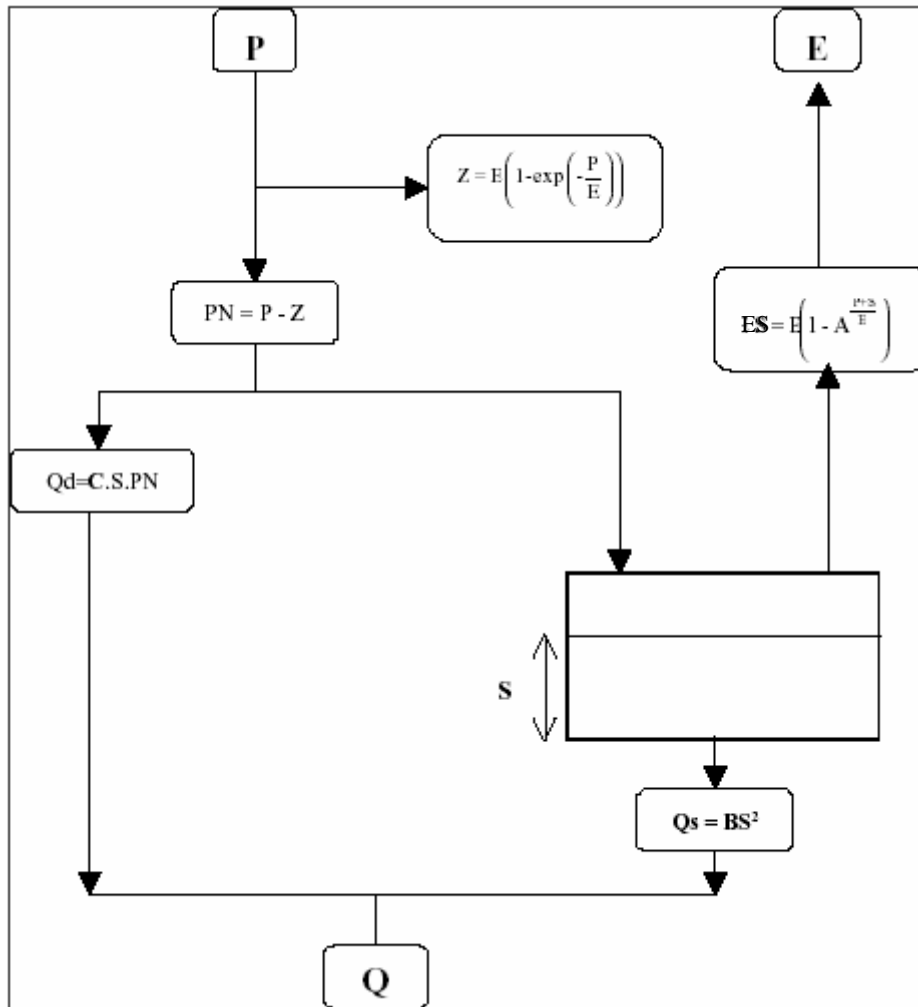 P
E
Z = E(1-exp(-P/E))
PN = P - Z
ES = E(1 - A^((P+S)/E))
Qd=C.S.PN
S
Qs = BS²
Q